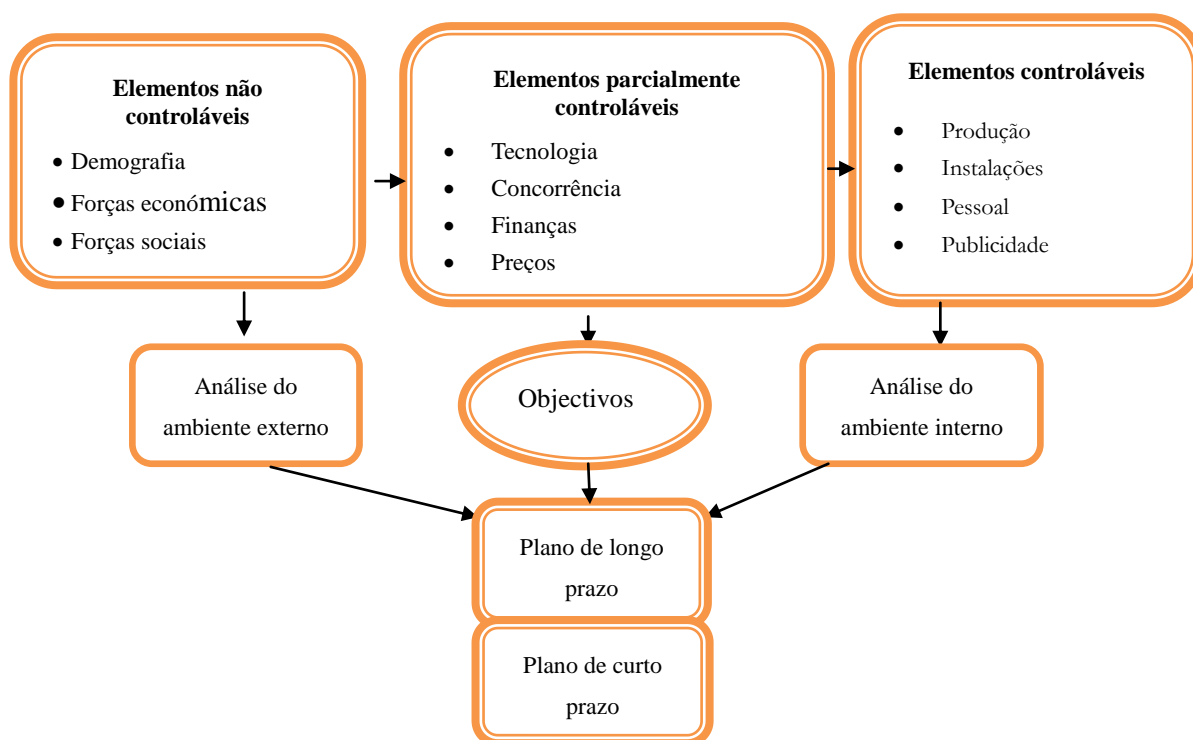 Elementos não
controláveis
• Demografia
• Forças económicas
• Forças sociais
Elementos parcialmente
controláveis
• Tecnologia
• Concorrência
• Finanças
• Preços
Elementos controláveis
• Produção
• Instalações
• Pessoal
• Publicidade
Análise do
ambiente externo
Objectivos
Análise do
ambiente interno
Plano de longo
prazo
Plano de curto
prazo